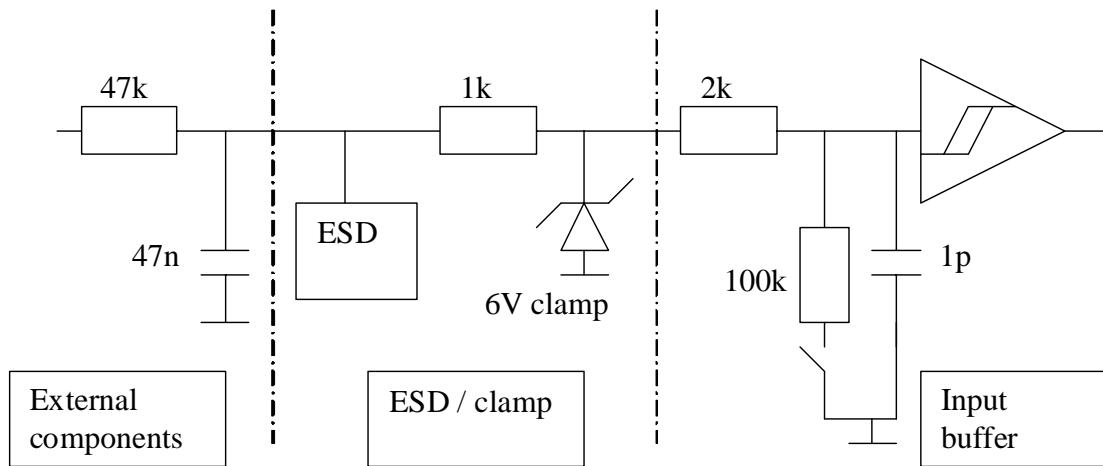 47k
1k
2k
ESD
47n
6V clamp
100k
1p
External
components
ESD / clamp
Input
buffer